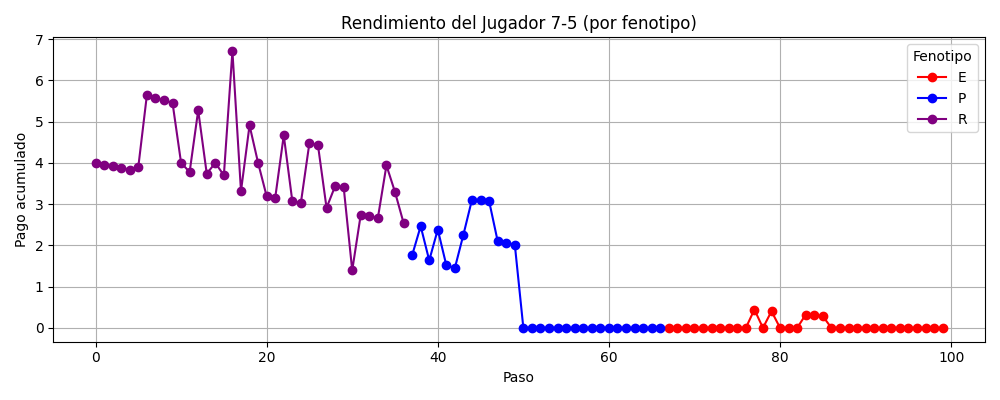 Rendimiento del Jugador 7-5 (por fenotipo)
Pago acumulado
7
6
5
4
3
2
1
0
Fenotipo
E
P
R
0 20 40 60 80 100
Paso